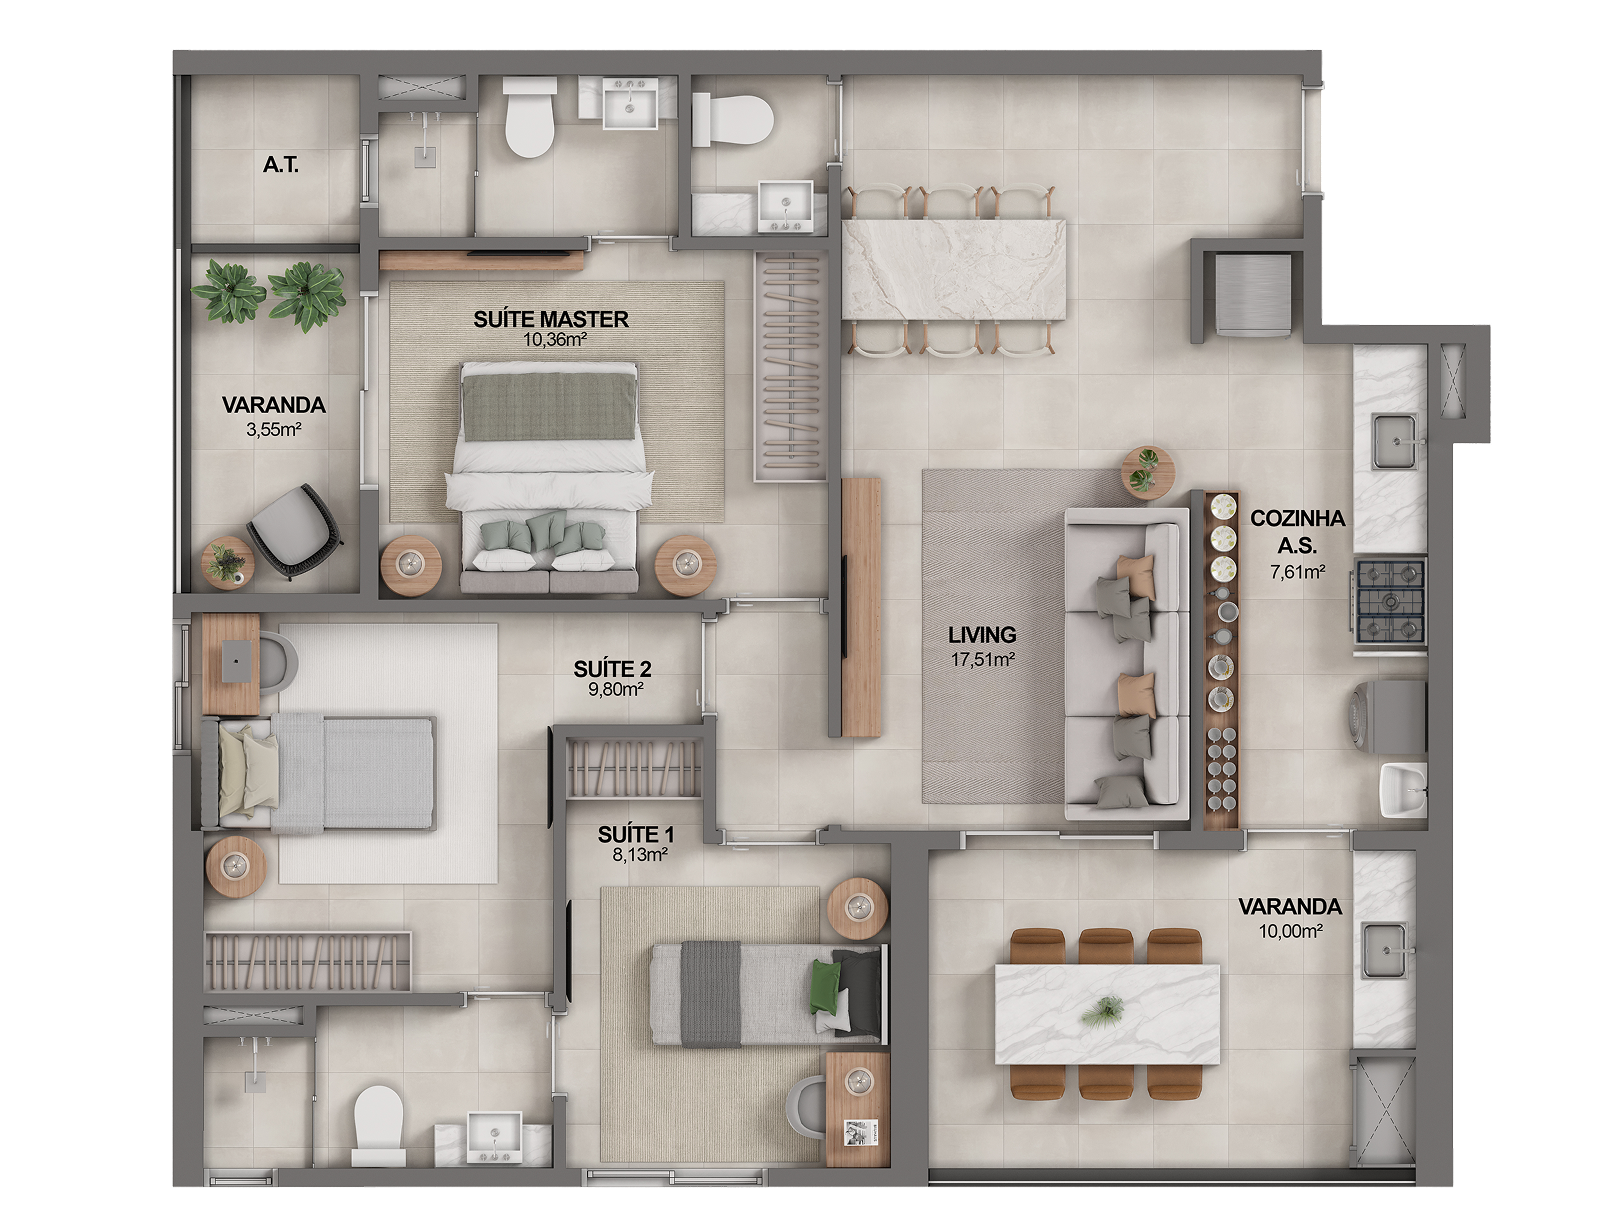 A.T.
SUÍTE MASTER
10,36m²
VARANDA
3,55m²
COZINHA
A.S.
7,61m²
LIVING
17,51m²
SUÍTE 2
9,80m²
SUÍTE 1
8,13m²
VARANDA
10,00m²